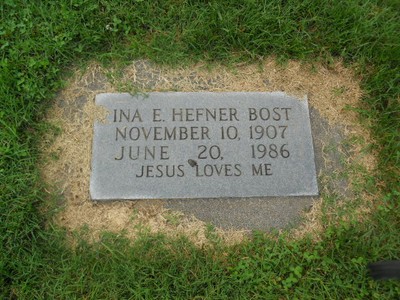 INA E. HEFNER BOST
NOVEMBER 10, 1907
JUNE 20, 1986
JESUS LOVES ME